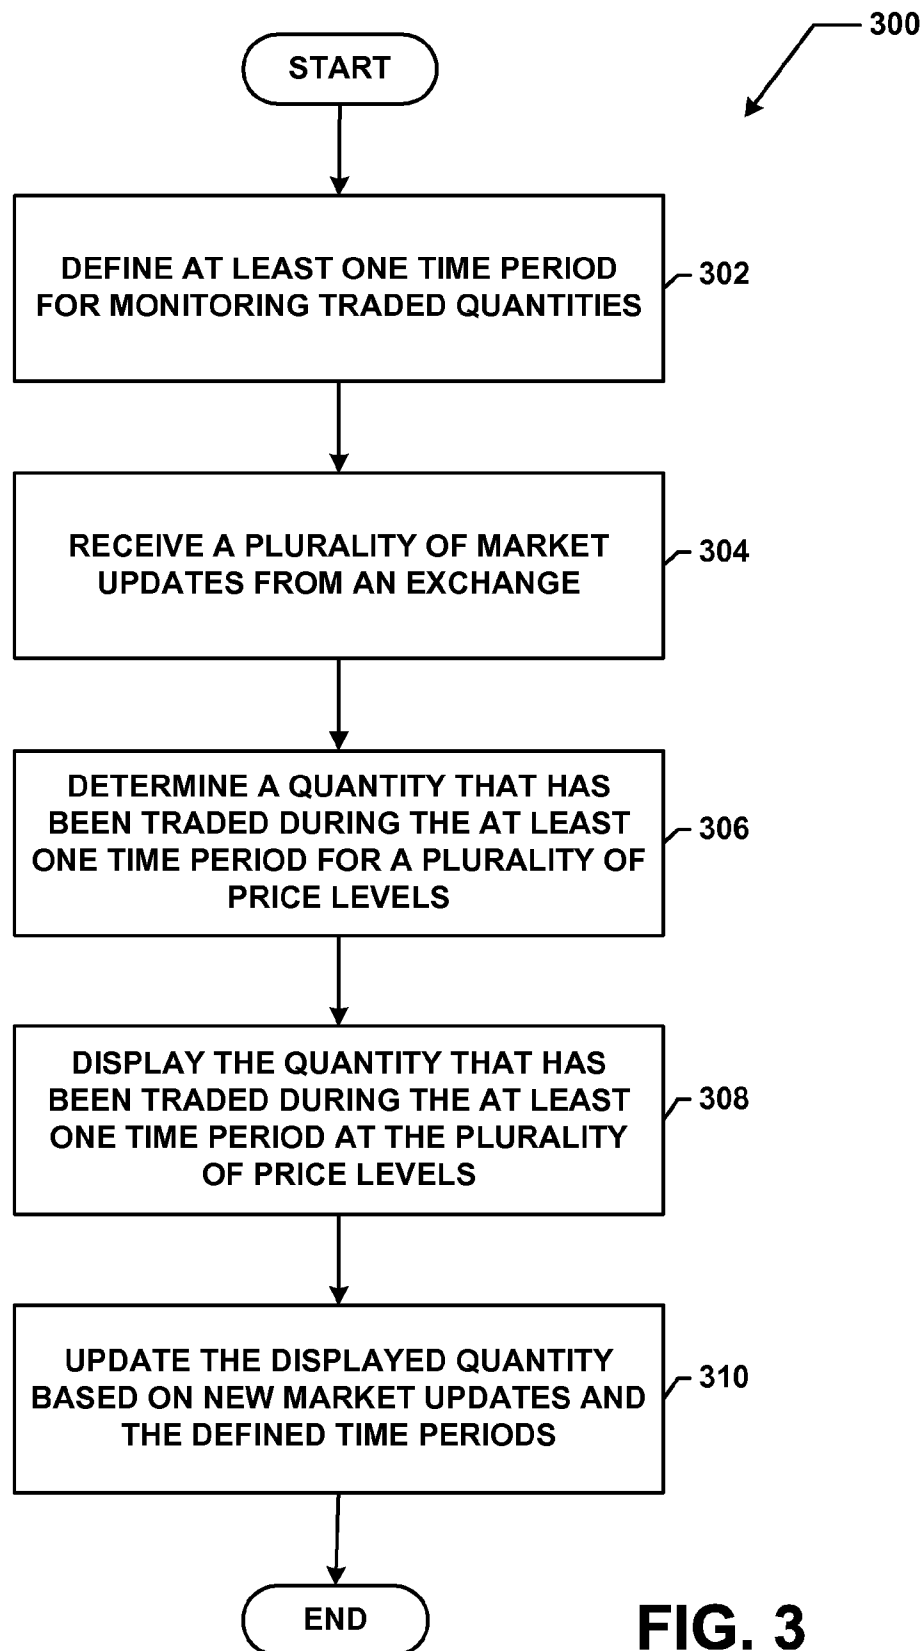 300
START
DEFINE AT LEAST ONE TIME PERIOD
FOR MONITORING TRADED QUANTITIES
302
RECEIVE A PLURALITY OF MARKET
UPDATES FROM AN EXCHANGE
304
DETERMINE A QUANTITY THAT HAS
BEEN TRADED DURING THE AT LEAST
ONE TIME PERIOD FOR A PLURALITY OF
PRICE LEVELS
306
DISPLAY THE QUANTITY THAT HAS
BEEN TRADED DURING THE AT LEAST
ONE TIME PERIOD AT THE PLURALITY
OF PRICE LEVELS
308
UPDATE THE DISPLAYED QUANTITY
BASED ON NEW MARKET UPDATES AND
THE DEFINED TIME PERIODS
310
END
FIG. 3